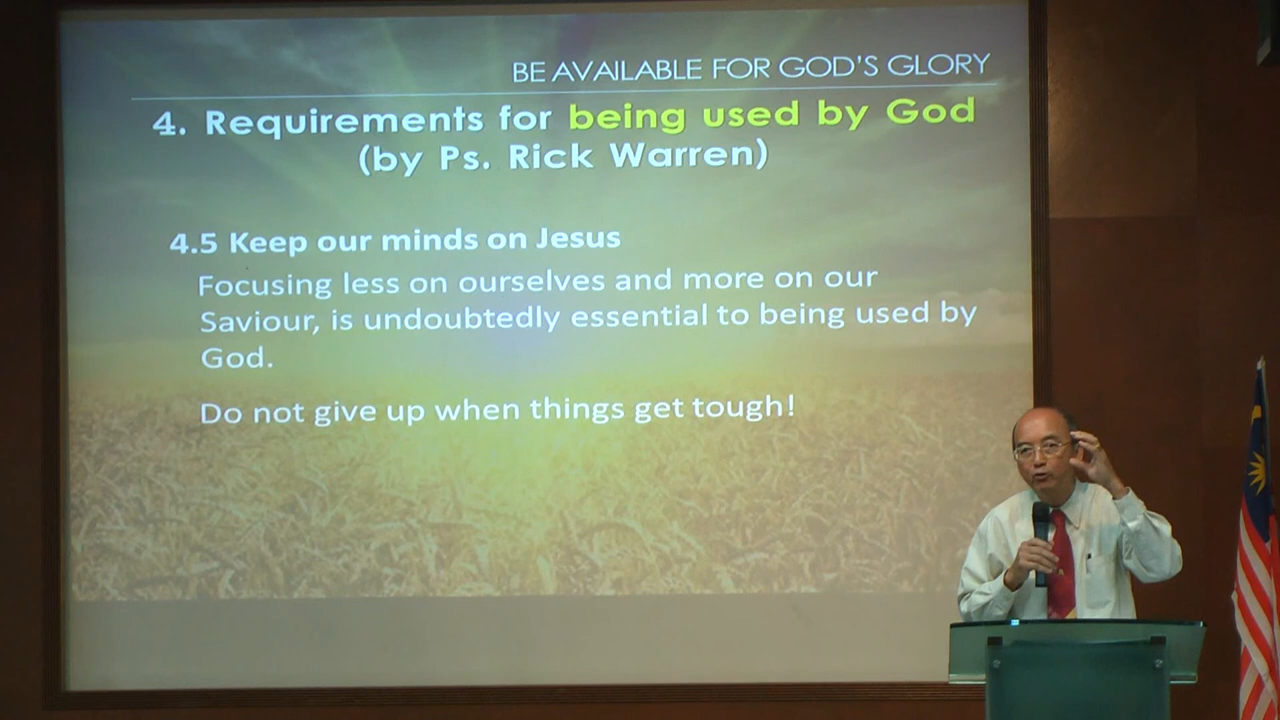 BE AVAILABLE FOR GOD'S GLORY
4. Requirements for being used by God
(by Ps. Rick Warren)
4.5 Keep our minds on Jesus
Focusing less on ourselves and more on our
Saviour, is undoubtedly essential to being used by
God.
Do not give up when things get tough!